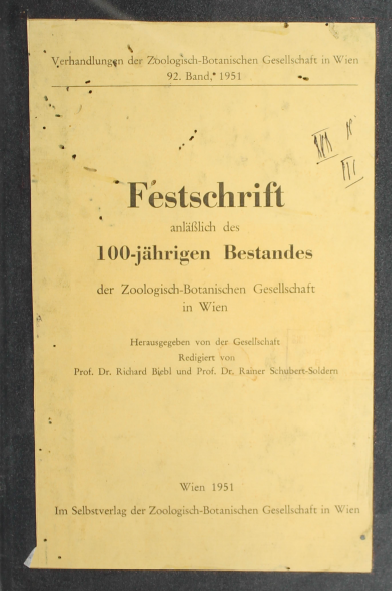 Verhandlungen der Zoologisch-Botanischen Gesellschaft in Wien
92. Band, 1951
Festschrift
anläßlich des
100-jährigen Bestandes
der Zoologisch-Botanischen Gesellschaft
in Wien
Herausgegeben von der Gesellschaft
Redigiert von
Prof. Dr. Richard Biebl und Prof. Dr. Rainer Schubert-Soldern
Wien 1951
Im Selbstverlag der Zoologisch-Botanischen Gesellschaft in Wien